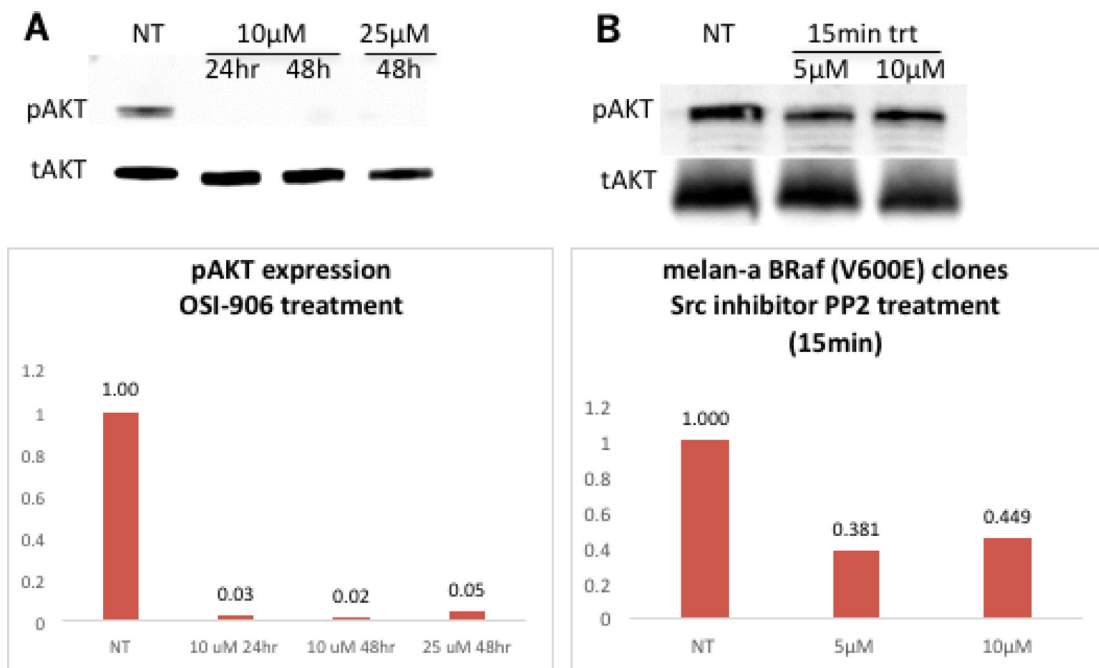 A
NT 10µM 25µM
24hr 48h 48h
pAKT
tAKT
pAKT expression
OSI-906 treatment
1.2
1
0.8
0.6
0.4
0.2
0
1.00
0.03
0.02
0.05
NT 10 uM 24hr 10 uM 48hr 25 uM 48hr
B
NT 15min trt
5µM 10µM
pAKT
tAKT
melan-a BRaf (V600E) clones
Src inhibitor PP2 treatment
(15min)
1.2
1
0.8
0.6
0.4
0.2
0
1.000
0.381
0.449
NT 5µM 10µM